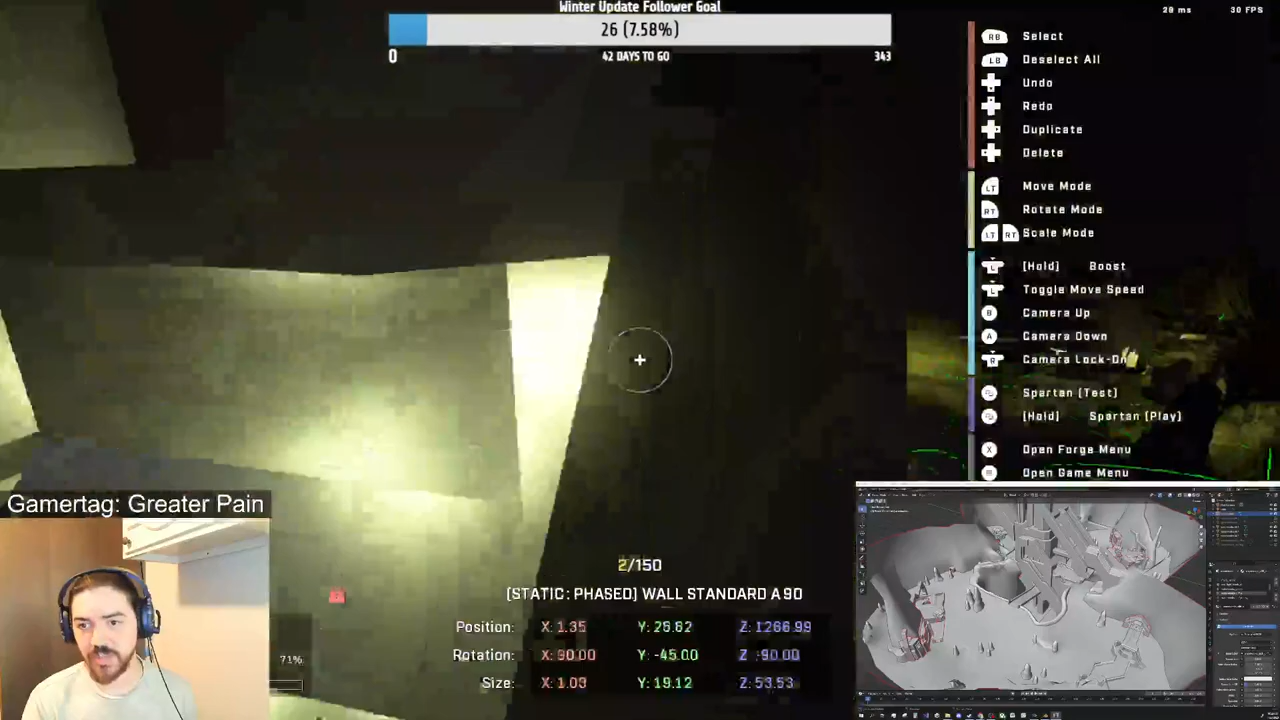 Winter Update Follower Goal
26 (7.58%)
0
42 DAYS TO GO
343
28 ms
30 FPS
RB Select
LB Deselect All
Undo
Redo
Duplicate
Delete
LT Move Mode
RT Rotate Mode
LT RT Scale Mode
L [Hold] Boost
L Toggle Move Speed
B Camera Up
A Camera Down
R Camera Lock-On
Spartan [Test]
[Hold] Spartan [Play]
X Open Forge Menu
Open Game Menu
Gamertag: Greater Pain
71%
2/150
[STATIC: PHASED] WALL STANDARD A 90
Position: X: 1.35 Y: 26.82 Z: 1266.99
Rotation: X: 90.00 Y: -45.00 Z: 90.00
Size: X: 1.03 Y: 19.12 Z: 53.53